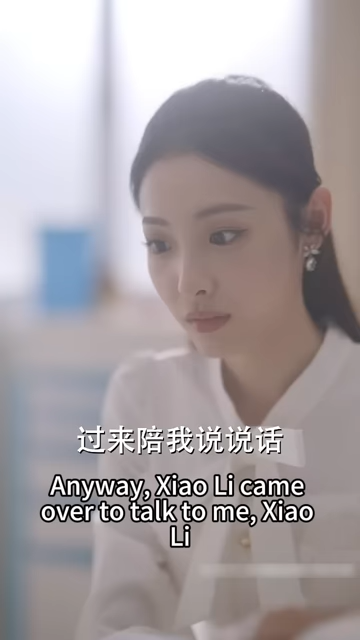 过来陪我说说话
Anyway, Xiao Li came
over to talk to me, Xiao
Li